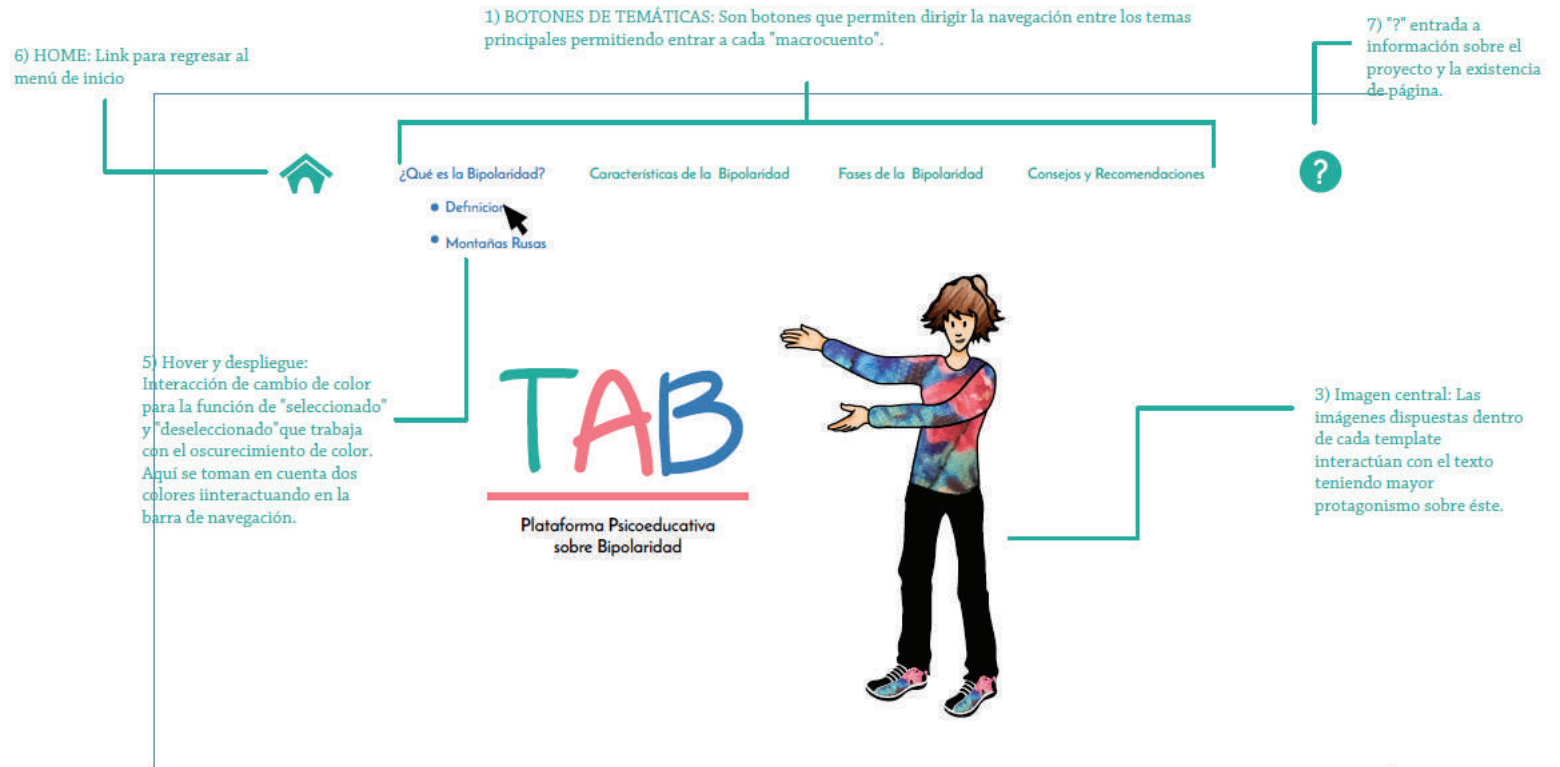 1) BOTONES DE TEMÁTICAS: Son botones que permiten dirigir la navegación entre los temas
principales permitiendo entrar a cada "macrocuento".
7) "?" entrada a
información sobre el
proyecto y la existencia
de página.
6) HOME: Link para regresar al
menú de inicio
¿Qué es la Bipolaridad?
Características de la Bipolaridad
Fases de la Bipolaridad
Consejos y Recomendaciones
?
Definicion
Montañas Rusas
5) Hover y despliegue:
Interacción de cambio de color
para la función de "seleccionado"
y "deseleccionado"que trabaja
con el oscurecimiento de color.
Aquí se toman en cuenta dos
colores iinteractuando en la
barra de navegación.
TAB
Plataforma Psicoeducativa
sobre Bipolaridad
3) Imagen central: Las
imágenes dispuestas dentro
de cada template
interactúan con el texto
teniendo mayor
protagonismo sobre éste.